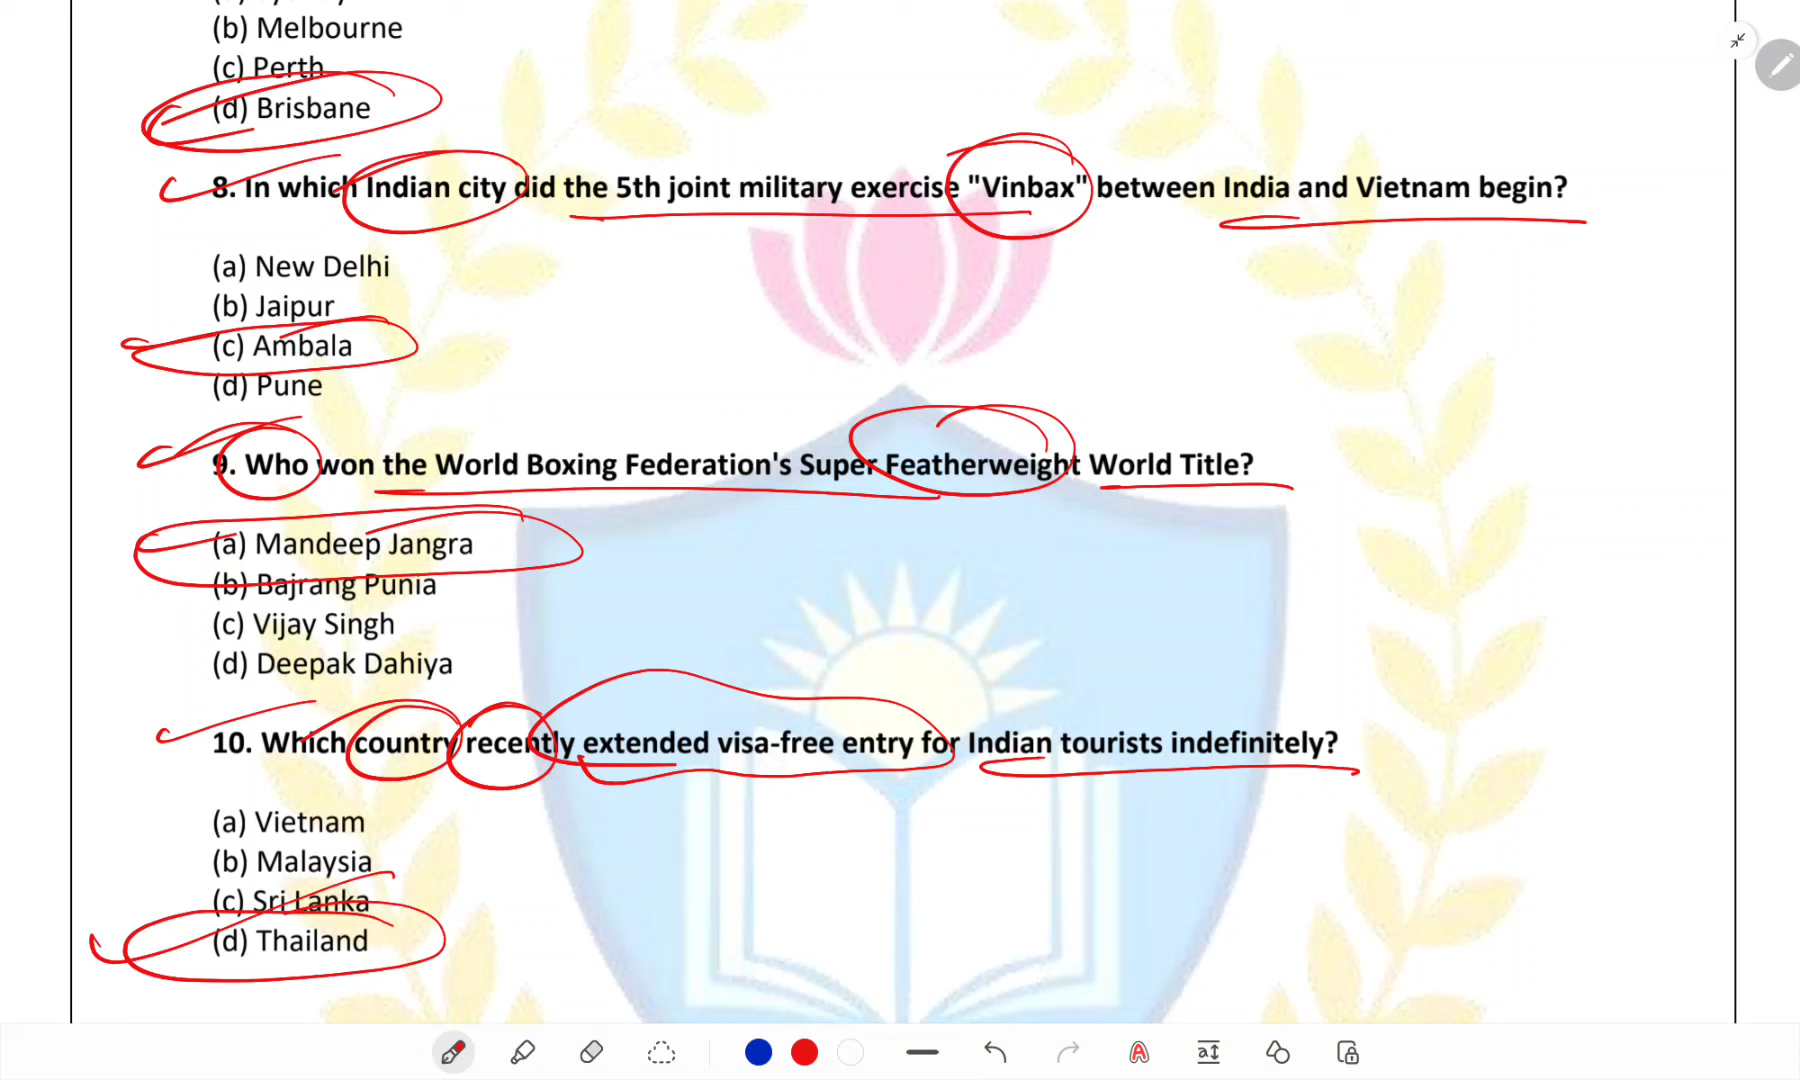 (b) Melbourne
(c) Perth
(d) Brisbane
8. In which Indian city did the 5th joint military exercise "Vinbax" between India and Vietnam begin?
(a) New Delhi
(b) Jaipur
(c) Ambala
(d) Pune
9. Who won the World Boxing Federation's Super Featherweight World Title?
(a) Mandeep Jangra
(b) Bajrang Punia
(c) Vijay Singh
(d) Deepak Dahiya
10. Which country recently extended visa-free entry for Indian tourists indefinitely?
(a) Vietnam
(b) Malaysia
(c) Sri Lanka
(d) Thailand